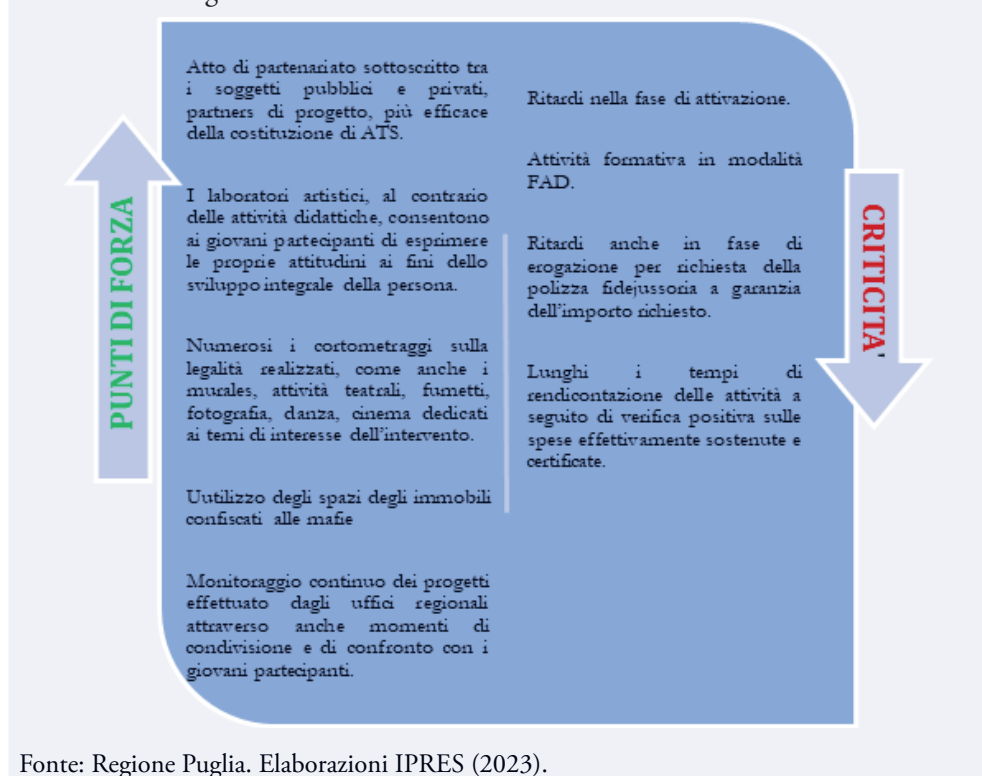 PUNTI DI FORZA
Atto di partenariato sottoscritto tra
i soggetti pubblici e privati,
partners di progetto, più efficace
della costituzione di ATS.
I laboratori artistici, al contrario
delle attività didattiche, consentono
ai giovani partecipanti di esprimere
le proprie attitudini ai fini dello
sviluppo integrale della persona.
Numerosi i cortometraggi sulla
legalità realizzati, come anche i
murales, attività teatrali, fumetti,
fotografia, danza, cinema dedicati
ai temi di interesse dell'intervento.
Uutilizzo degli spazi degli immobili
confiscati alle mafie
Monitoraggio continuo dei progetti
effettuato dagli uffici regionali
attraverso anche momenti di
condivisione e di confronto con i
giovani partecipanti.
CRITICITA'
Ritardi nella fase di attivazione.
Attività formativa in modalità
FAD.
Ritardi anche in fase di
erogazione per richiesta della
polizza fidejussoria a garanzia
dell'importo richiesto.
Lunghi i tempi di
rendicontazione delle attività a
seguito di verifica positiva sulle
spese effettivamente sostenute e
certificate.
Fonte: Regione Puglia. Elaborazioni IPRES (2023).